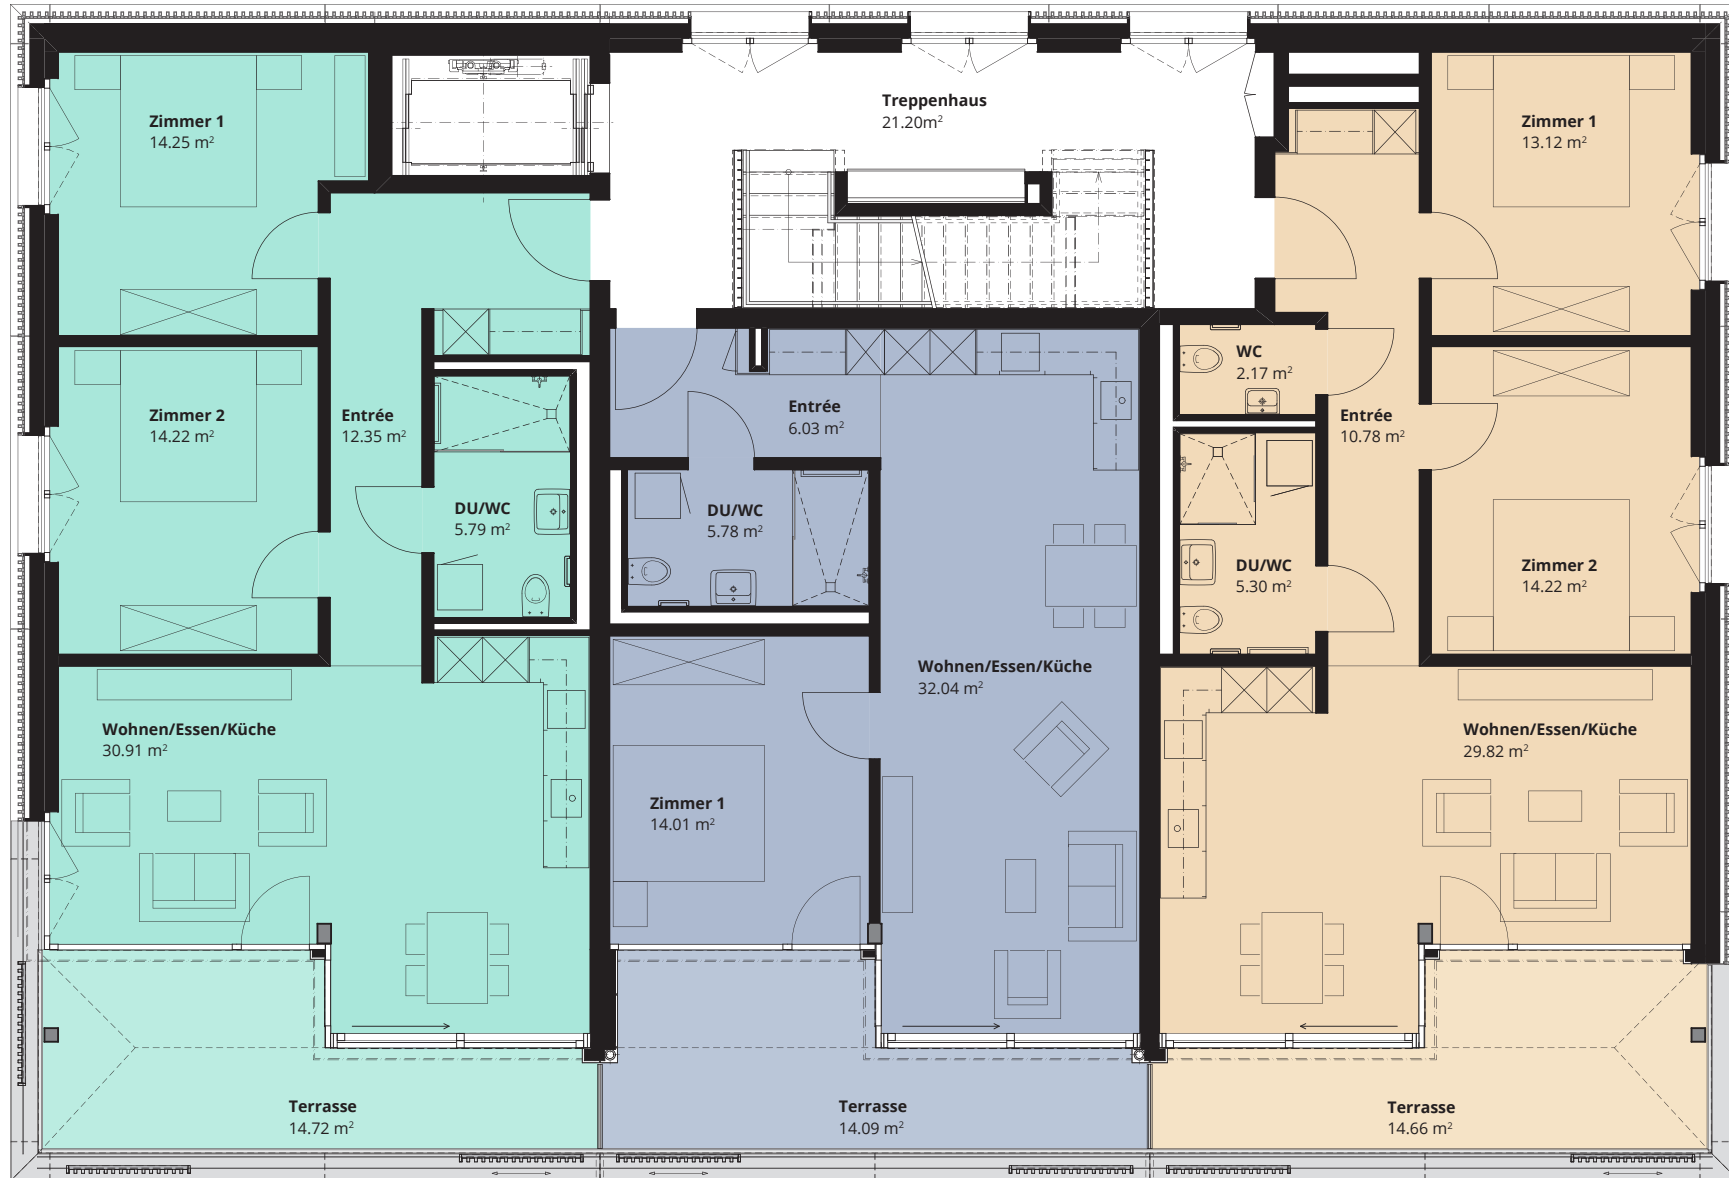 Treppenhaus
21.20m²
Zimmer 1
14.25 m²
Zimmer 2
14.22 m²
Entrée
12.35 m²
DU/WC
5.79 m²
Wohnen/Essen/Küche
30.91 m²
Terrasse
14.72 m²
Entrée
6.03 m²
DU/WC
5.78 m²
Wohnen/Essen/Küche
32.04 m²
Zimmer 1
14.01 m²
Terrasse
14.09 m²
Zimmer 1
13.12 m²
WC
2.17 m²
Entrée
10.78 m²
DU/WC
5.30 m²
Zimmer 2
14.22 m²
Wohnen/Essen/Küche
29.82 m²
Terrasse
14.66 m²